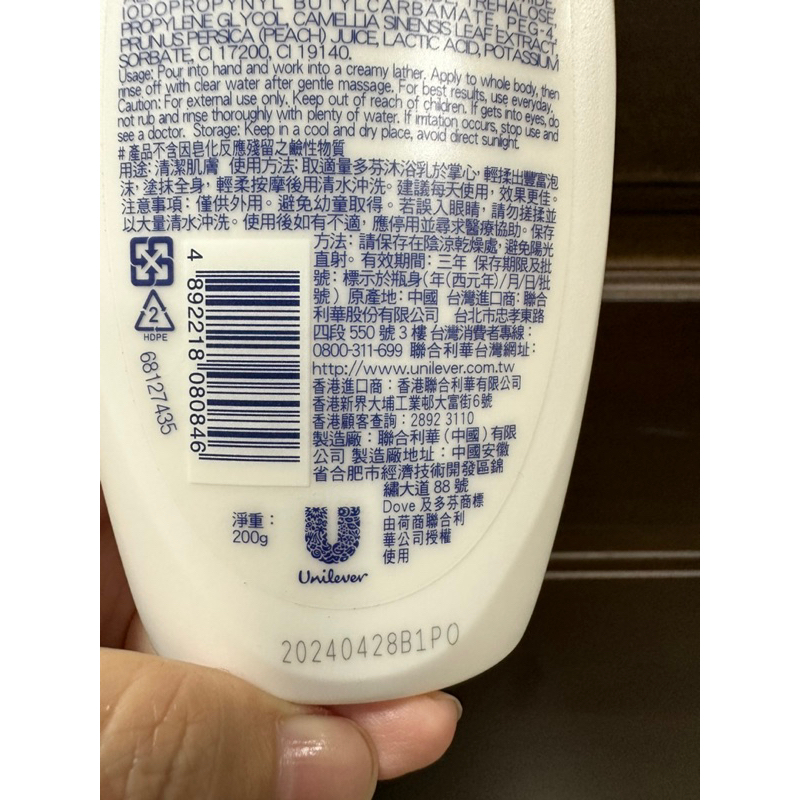 IODOPROPYNYL BUTYLCARBAMATE, PEG-4,
PROPYLENE GLYCOL, CAMELLIA SINENSIS LEAF EXTRACT,
PRUNUS PERSICA (PEACH) JUICE, LACTIC ACID, POTASSIUM
SORBATE, CI 17200, CI 19140.
Usage: Pour into hand and work into a creamy lather. Apply to whole body, then
rinse off with clear water after gentle massage. For best results, use everyday.
Caution: For external use only. Keep out of reach of children. If gets into eyes, do
not rub and rinse thoroughly with plenty of water. If irritation occurs, stop use and
see a doctor. Storage: Keep in a cool and dry place, avoid direct sunlight.
#產品不含因皂化反應殘留之鹼性物質
用途: 清潔肌膚 使用方法: 取適量多芬沐浴乳於掌心, 輕揉出豐富泡
沫, 塗抹全身, 輕柔按摩後用清水沖洗。建議每天使用, 效果更佳。
注意事項: 僅供外用。避免幼童取得。若誤入眼睛, 請勿搓揉並
以大量清水沖洗。使用後如有不適, 應停用並尋求醫療協助。保存
方法: 請保存在陰涼乾燥處, 避免陽光
直射。有效期間: 三年 保存期限及批
號: 標示於瓶身(年(西元年)/月/日/批
號) 原產地: 中國 台灣進口商: 聯合
利華股份有限公司 台北市忠孝東路
四段 550 號 3 樓 台灣消費者專線:
0800-311-699 聯合利華台灣網址:
http://www.unilever.com.tw
香港進口商: 香港聯合利華有限公司
香港新界大埔工業邨大富街6號
香港顧客查詢: 2892 3110
製造廠: 聯合利華(中國)有限
公司 製造廠地址: 中國安徽
省合肥市經濟技術開發區錦
繡大道 88 號
Dove 及多芬商標
由荷商聯合利
華公司授權
使用
2
HDPE
68127435
4 892218 080846
淨重:
200g
Unilever
20240428B1PO